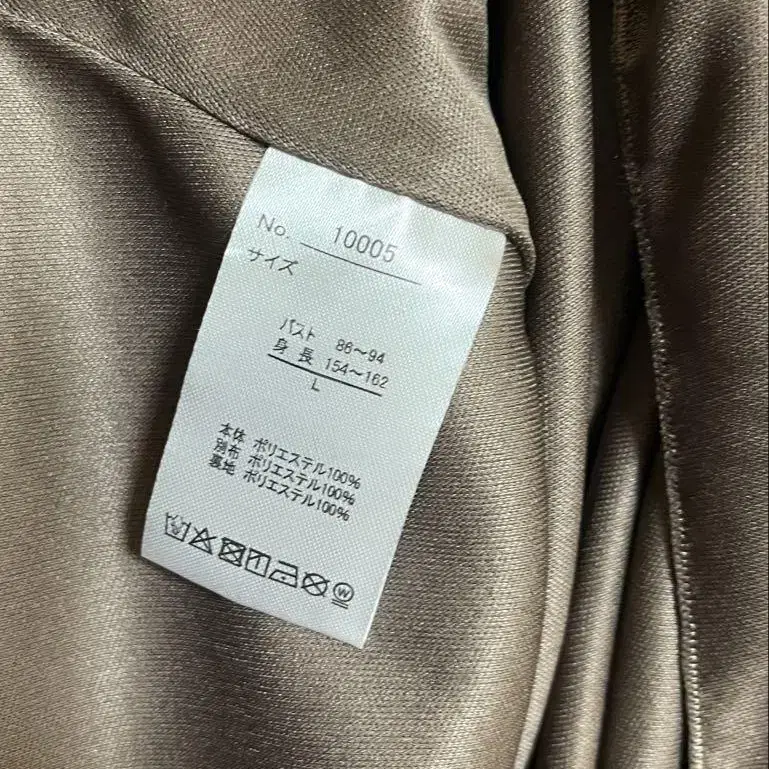 No. 10005
サイズ
バスト 86～94
身長 154～162
L
本体 ポリエステル100%
別布 ポリエステル100%
裏地 ポリエステル100%
W